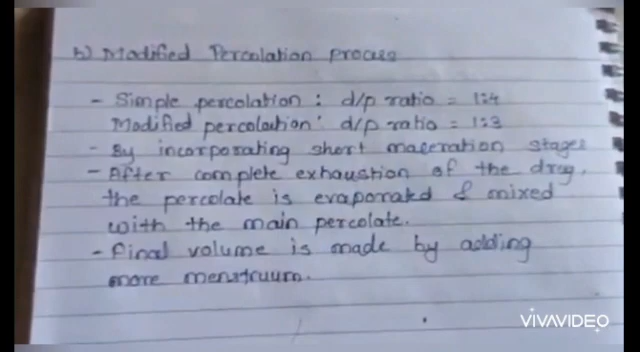 b) Modified Percolation process
- Simple percolation : d/p ratio = 1:4
Modified percolation : d/p ratio = 1:3
- By incorporating short maceration stages
- After complete exhaustion of the drug,
the percolate is evaporatd & mixed
with the main percolate.
- Final volume is made by adding
more menstruum.
VIVAVIDEO